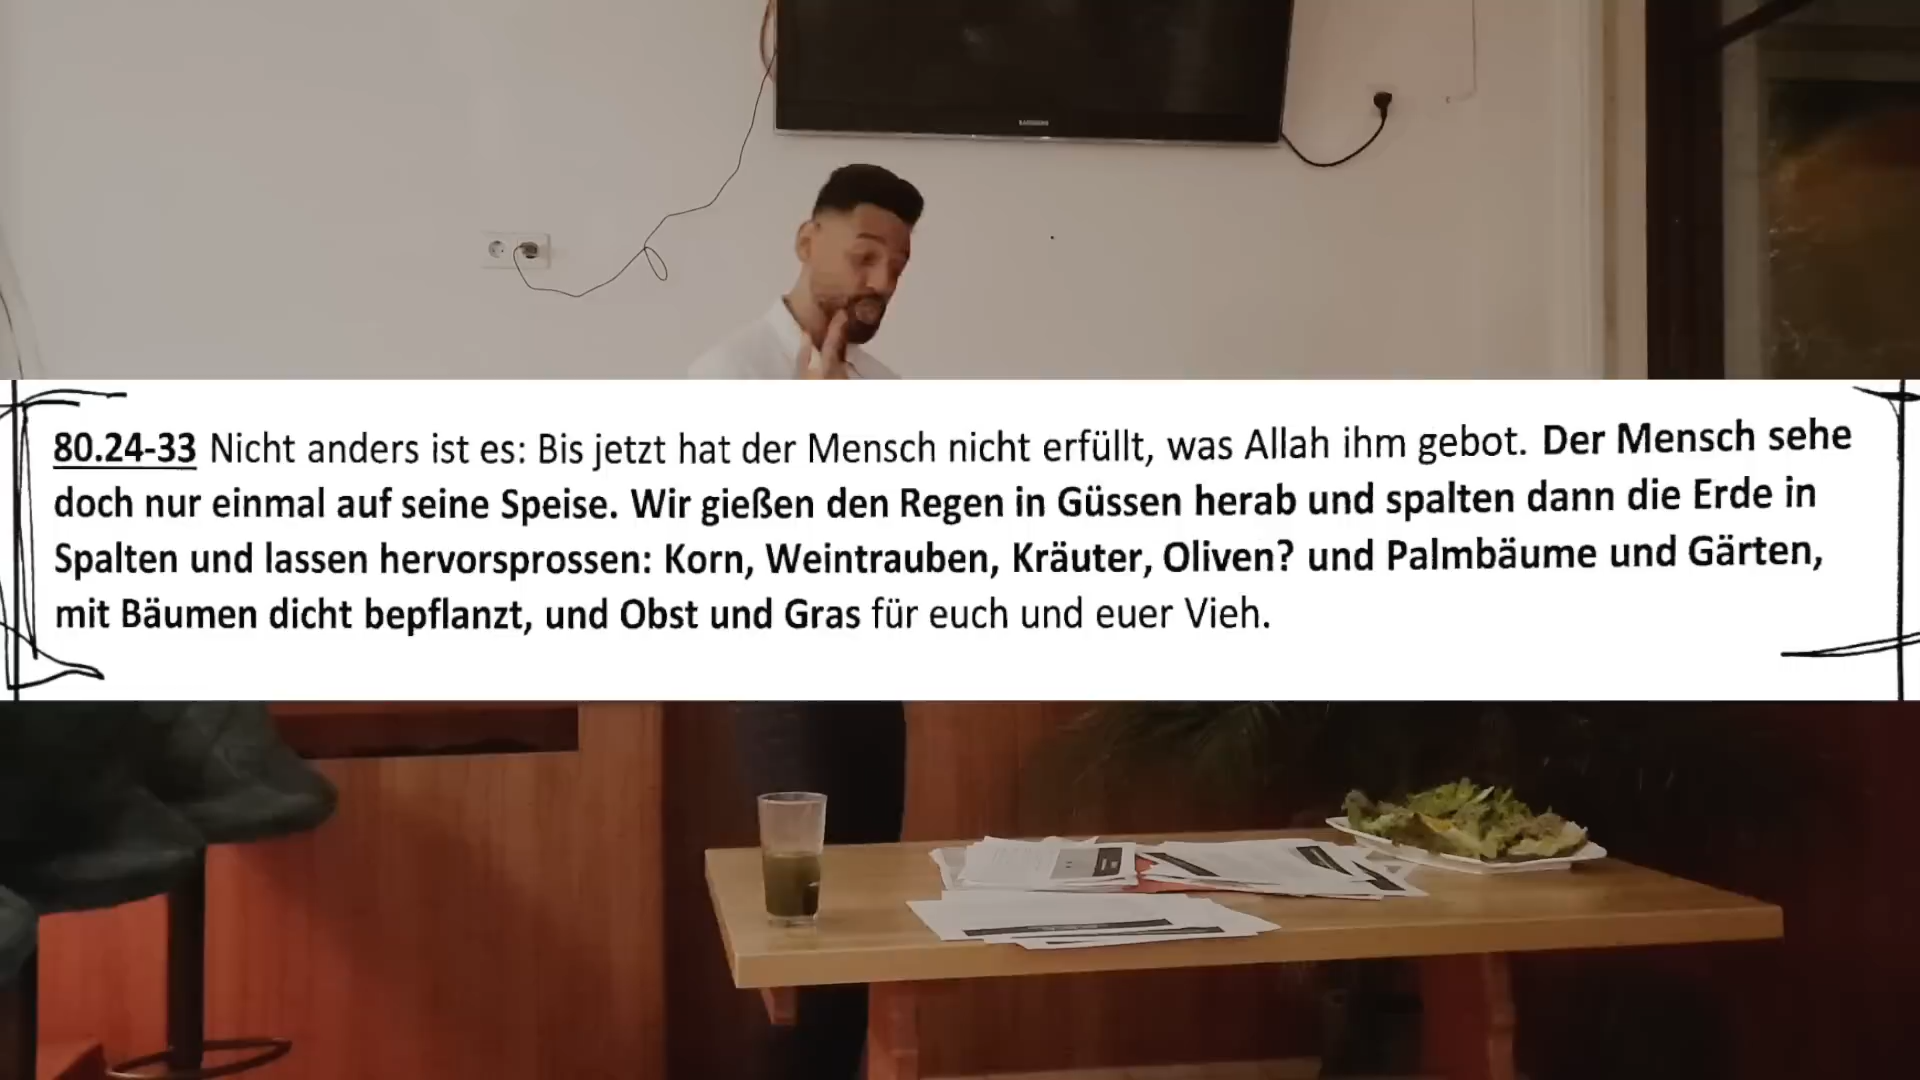 SAMSUNG
80.24-33 Nicht anders ist es: Bis jetzt hat der Mensch nicht erfüllt, was Allah ihm gebot. Der Mensch sehe
doch nur einmal auf seine Speise. Wir gießen den Regen in Güssen herab und spalten dann die Erde in
Spalten und lassen hervorsprossen: Korn, Weintrauben, Kräuter, Oliven? und Palmbäume und Gärten,
mit Bäumen dicht bepflanzt, und Obst und Gras für euch und euer Vieh.